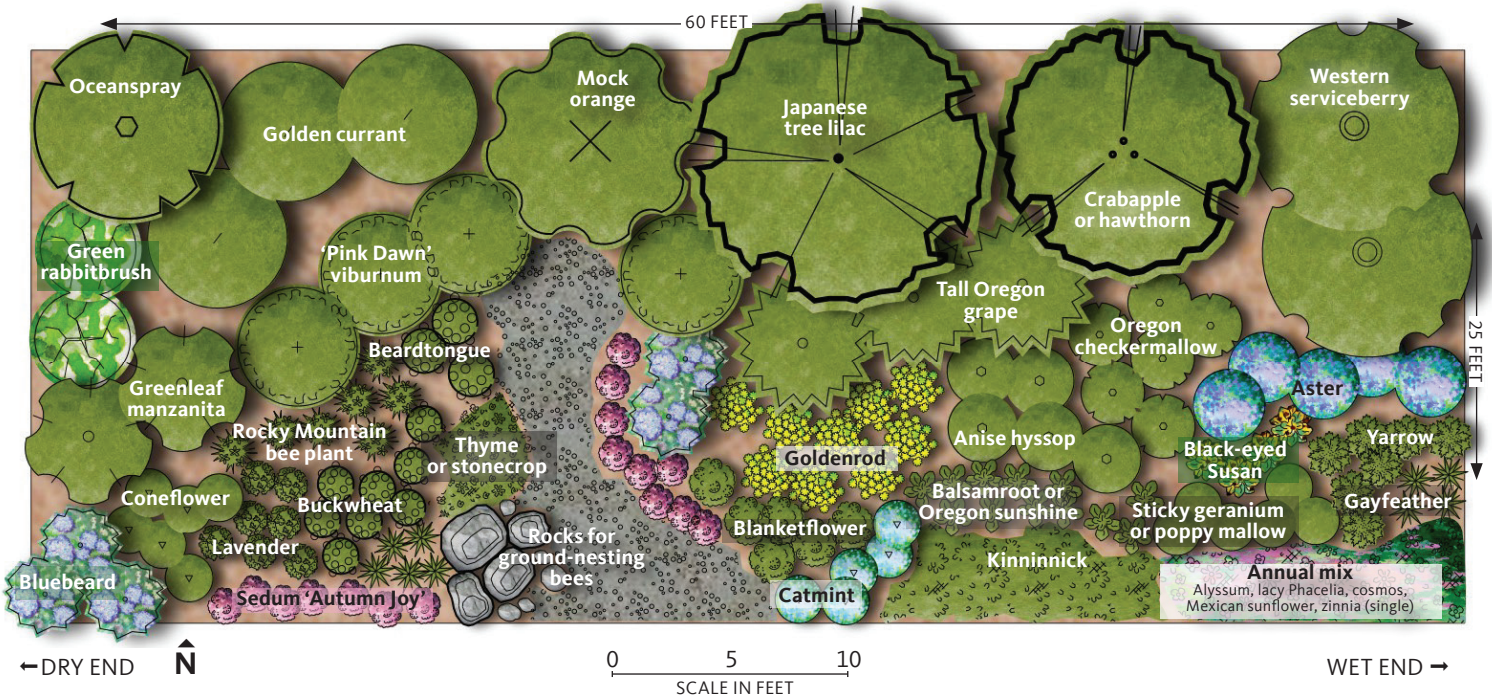 60 FEET
Oceanspray
Golden currant
Mock
orange
Japanese
tree lilac
Crabapple
or hawthorn
Western
serviceberry
Green
rabbitbrush
'Pink Dawn'
viburnum
Tall Oregon
grape
Oregon
checkermallow
25 FEET
Beardtongue
Greenleaf
manzanita
Aster
Rocky Mountain
bee plant
Thyme
or stonecrop
Goldenrod
Anise hyssop
Black-eyed
Susan
Yarrow
Coneflower
Buckwheat
Balsamroot or
Oregon sunshine
Sticky geranium
or poppy mallow
Gayfeather
Lavender
Rocks for
ground-nesting
bees
Blanketflower
Kinninnick
Bluebeard
Sedum 'Autumn Joy'
Catmint
Annual mix
Alyssum, lacy Phacelia, cosmos,
Mexican sunflower, zinnia (single)
←DRY END
N
0 5 10
SCALE IN FEET
WET END →